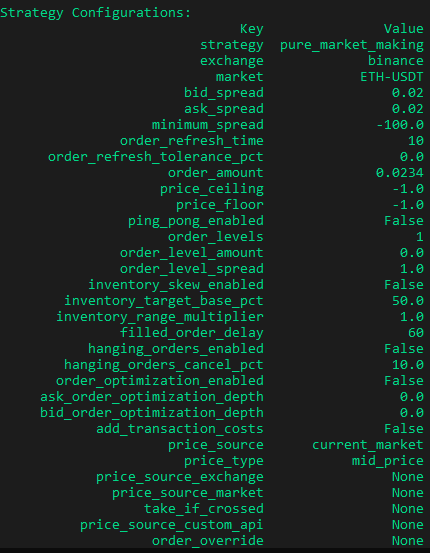 Strategy Configurations:
Key Value
strategy pure_market_making
exchange binance
market ETH-USDT
bid_spread 0.02
ask_spread 0.02
minimum_spread -100.0
order_refresh_time 10
order_refresh_tolerance_pct 0.0
order_amount 0.0234
price_ceiling -1.0
price_floor -1.0
ping_pong_enabled False
order_levels 1
order_level_amount 0.0
order_level_spread 1.0
inventory_skew_enabled False
inventory_target_base_pct 50.0
inventory_range_multiplier 1.0
filled_order_delay 60
hanging_orders_enabled False
hanging_orders_cancel_pct 10.0
order_optimization_enabled False
ask_order_optimization_depth 0.0
bid_order_optimization_depth 0.0
add_transaction_costs False
price_source current_market
price_type mid_price
price_source_exchange None
price_source_market None
take_if_crossed None
price_source_custom_api None
order_override None